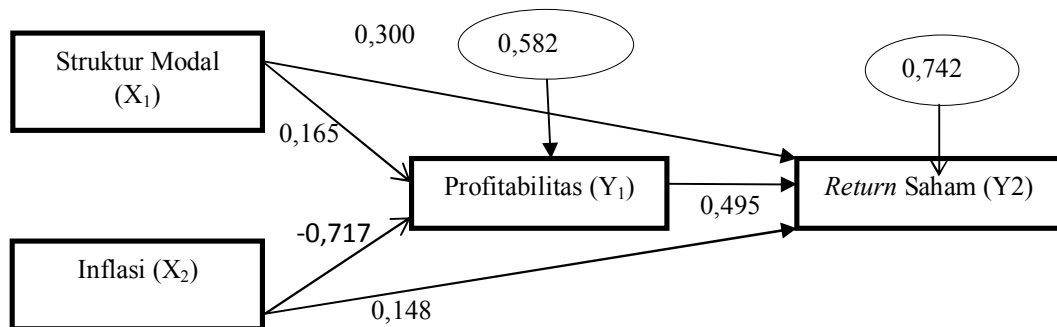 0,300
0,582
Struktur Modal
(X₁)
0,742
0,165
Profitabilitas (Y₁)
Return Saham (Y2)
0,495
-0,717
Inflasi (X₂)
0,148